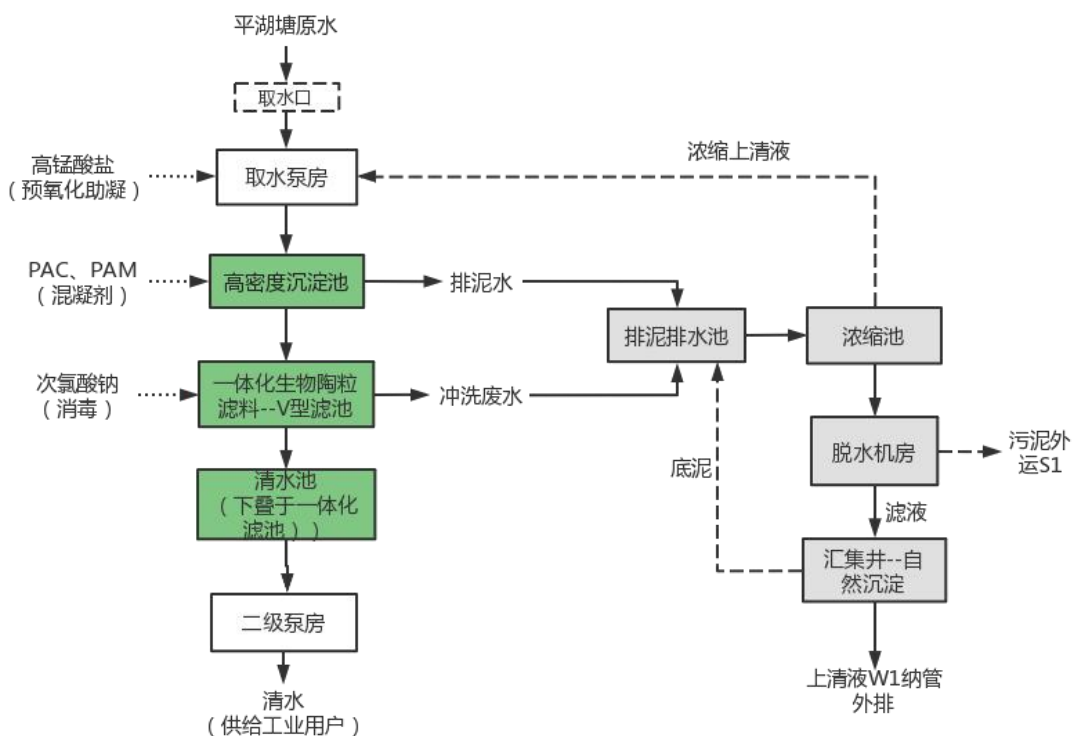 平湖塘原水
取水口
高锰酸盐
（预氧化助凝）
取水泵房
浓缩上清液
PAC、PAM
（混凝剂）
高密度沉淀池
排泥水
排泥排水池
浓缩池
次氯酸钠
（消毒）
一体化生物陶粒
滤料--V型滤池
冲洗废水
底泥
脱水机房
污泥外
运S1
清水池
（下叠于一体化
滤池））
滤液
汇集井--自
然沉淀
二级泵房
上清液W1纳管
外排
清水
（供给工业用户）